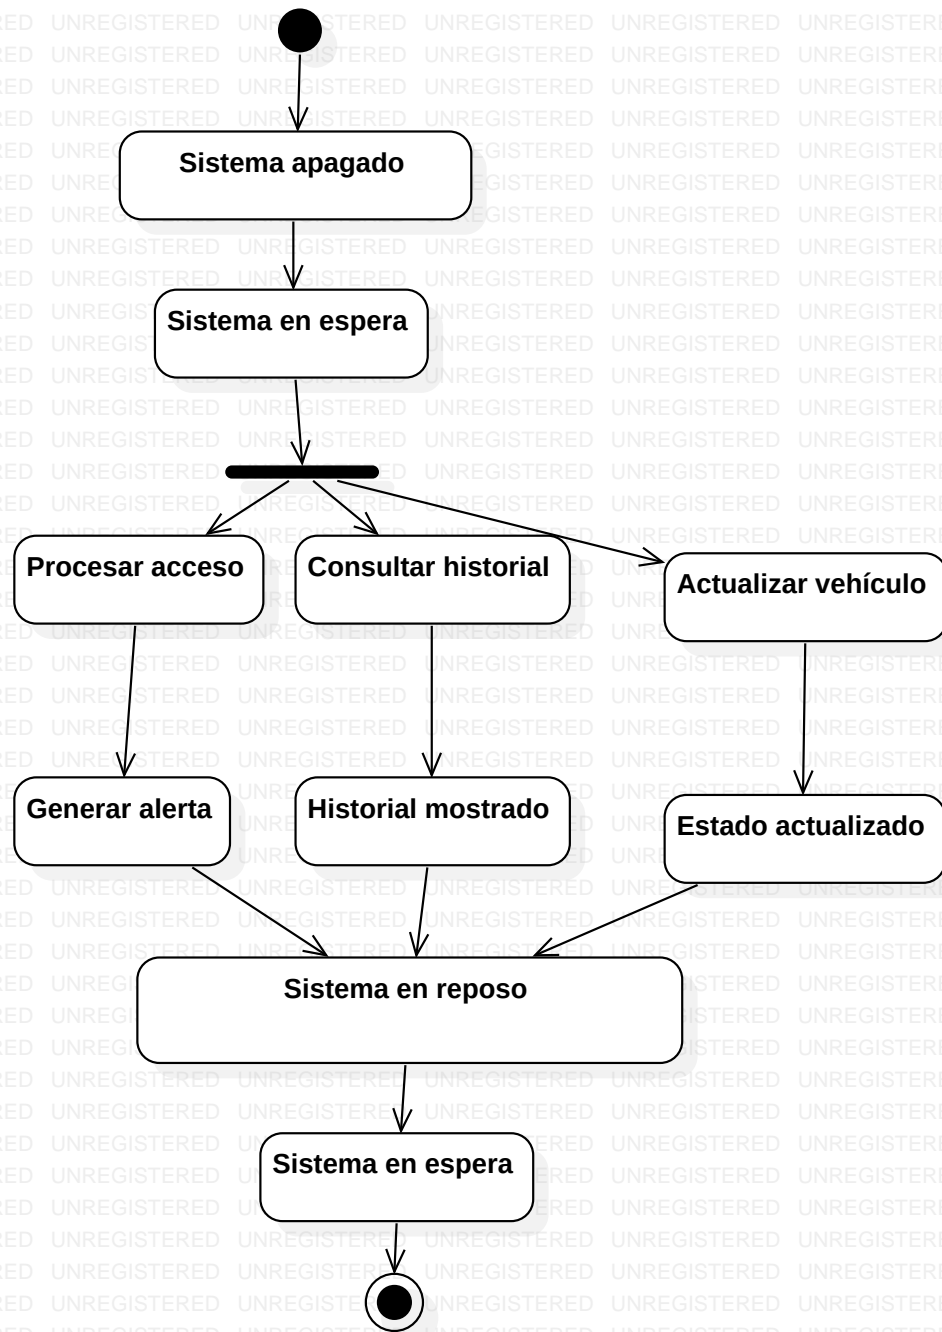 Sistema apagado
Sistema en espera
Procesar acceso
Consultar historial
Actualizar vehículo
Generar alerta
Historial mostrado
Estado actualizado
Sistema en reposo
Sistema en espera
UNREGISTERED